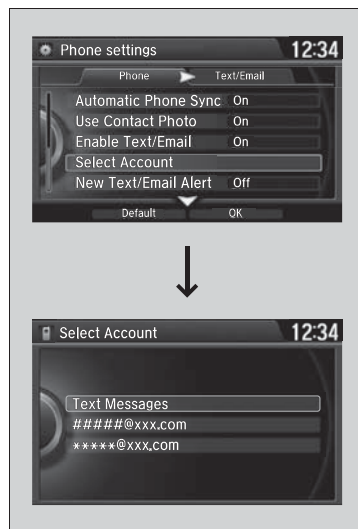 Phone settings 12:34
Phone Text/Email
Automatic Phone Sync On
Use Contact Photo On
Enable Text/Email On
Select Account
New Text/Email Alert Off
Default OK
Select Account 12:34
Text Messages
#####@xxx.com
*****@xxx.com